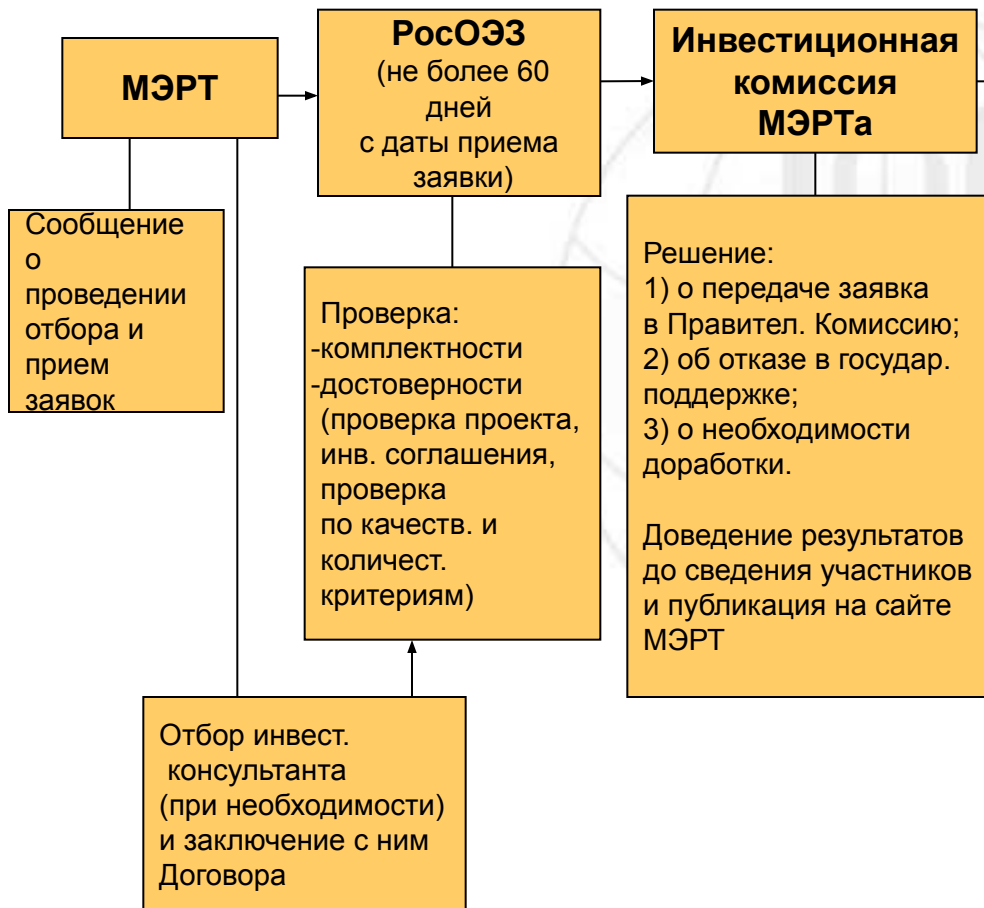 МЭРТ
РосОЭЗ
(не более 60
дней
с даты приема
заявки)
Инвестиционная
комиссия
МЭРТа
Сообщение
о
проведении
отбора и
прием
заявок
Проверка:
-комплектности
-достоверности
(проверка проекта,
инв. соглашения,
проверка
по качеств. и
количест.
критериям)
Решение:
1) о передаче заявка
в Правител. Комиссию;
2) об отказе в государ.
поддержке;
3) о необходимости
доработки.
Доведение результатов
до сведения участников
и публикация на сайте
МЭРТ
Отбор инвест.
консультанта
(при необходимости)
и заключение с ним
Договора